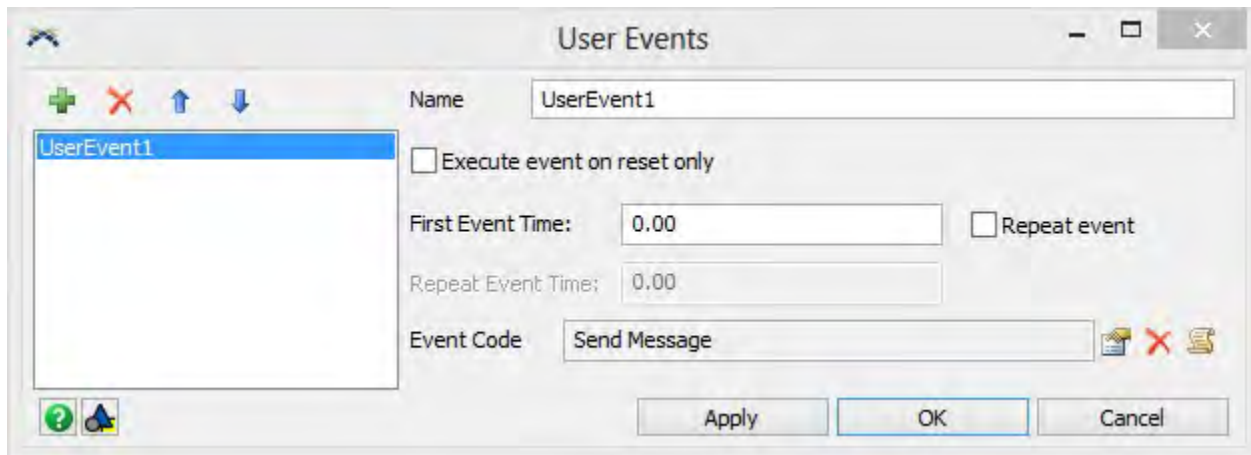 User Events
Name UserEvent1
UserEvent1
Execute event on reset only
First Event Time: 0.00 Repeat event
Repeat Event Time: 0.00
Event Code Send Message
Apply OK Cancel